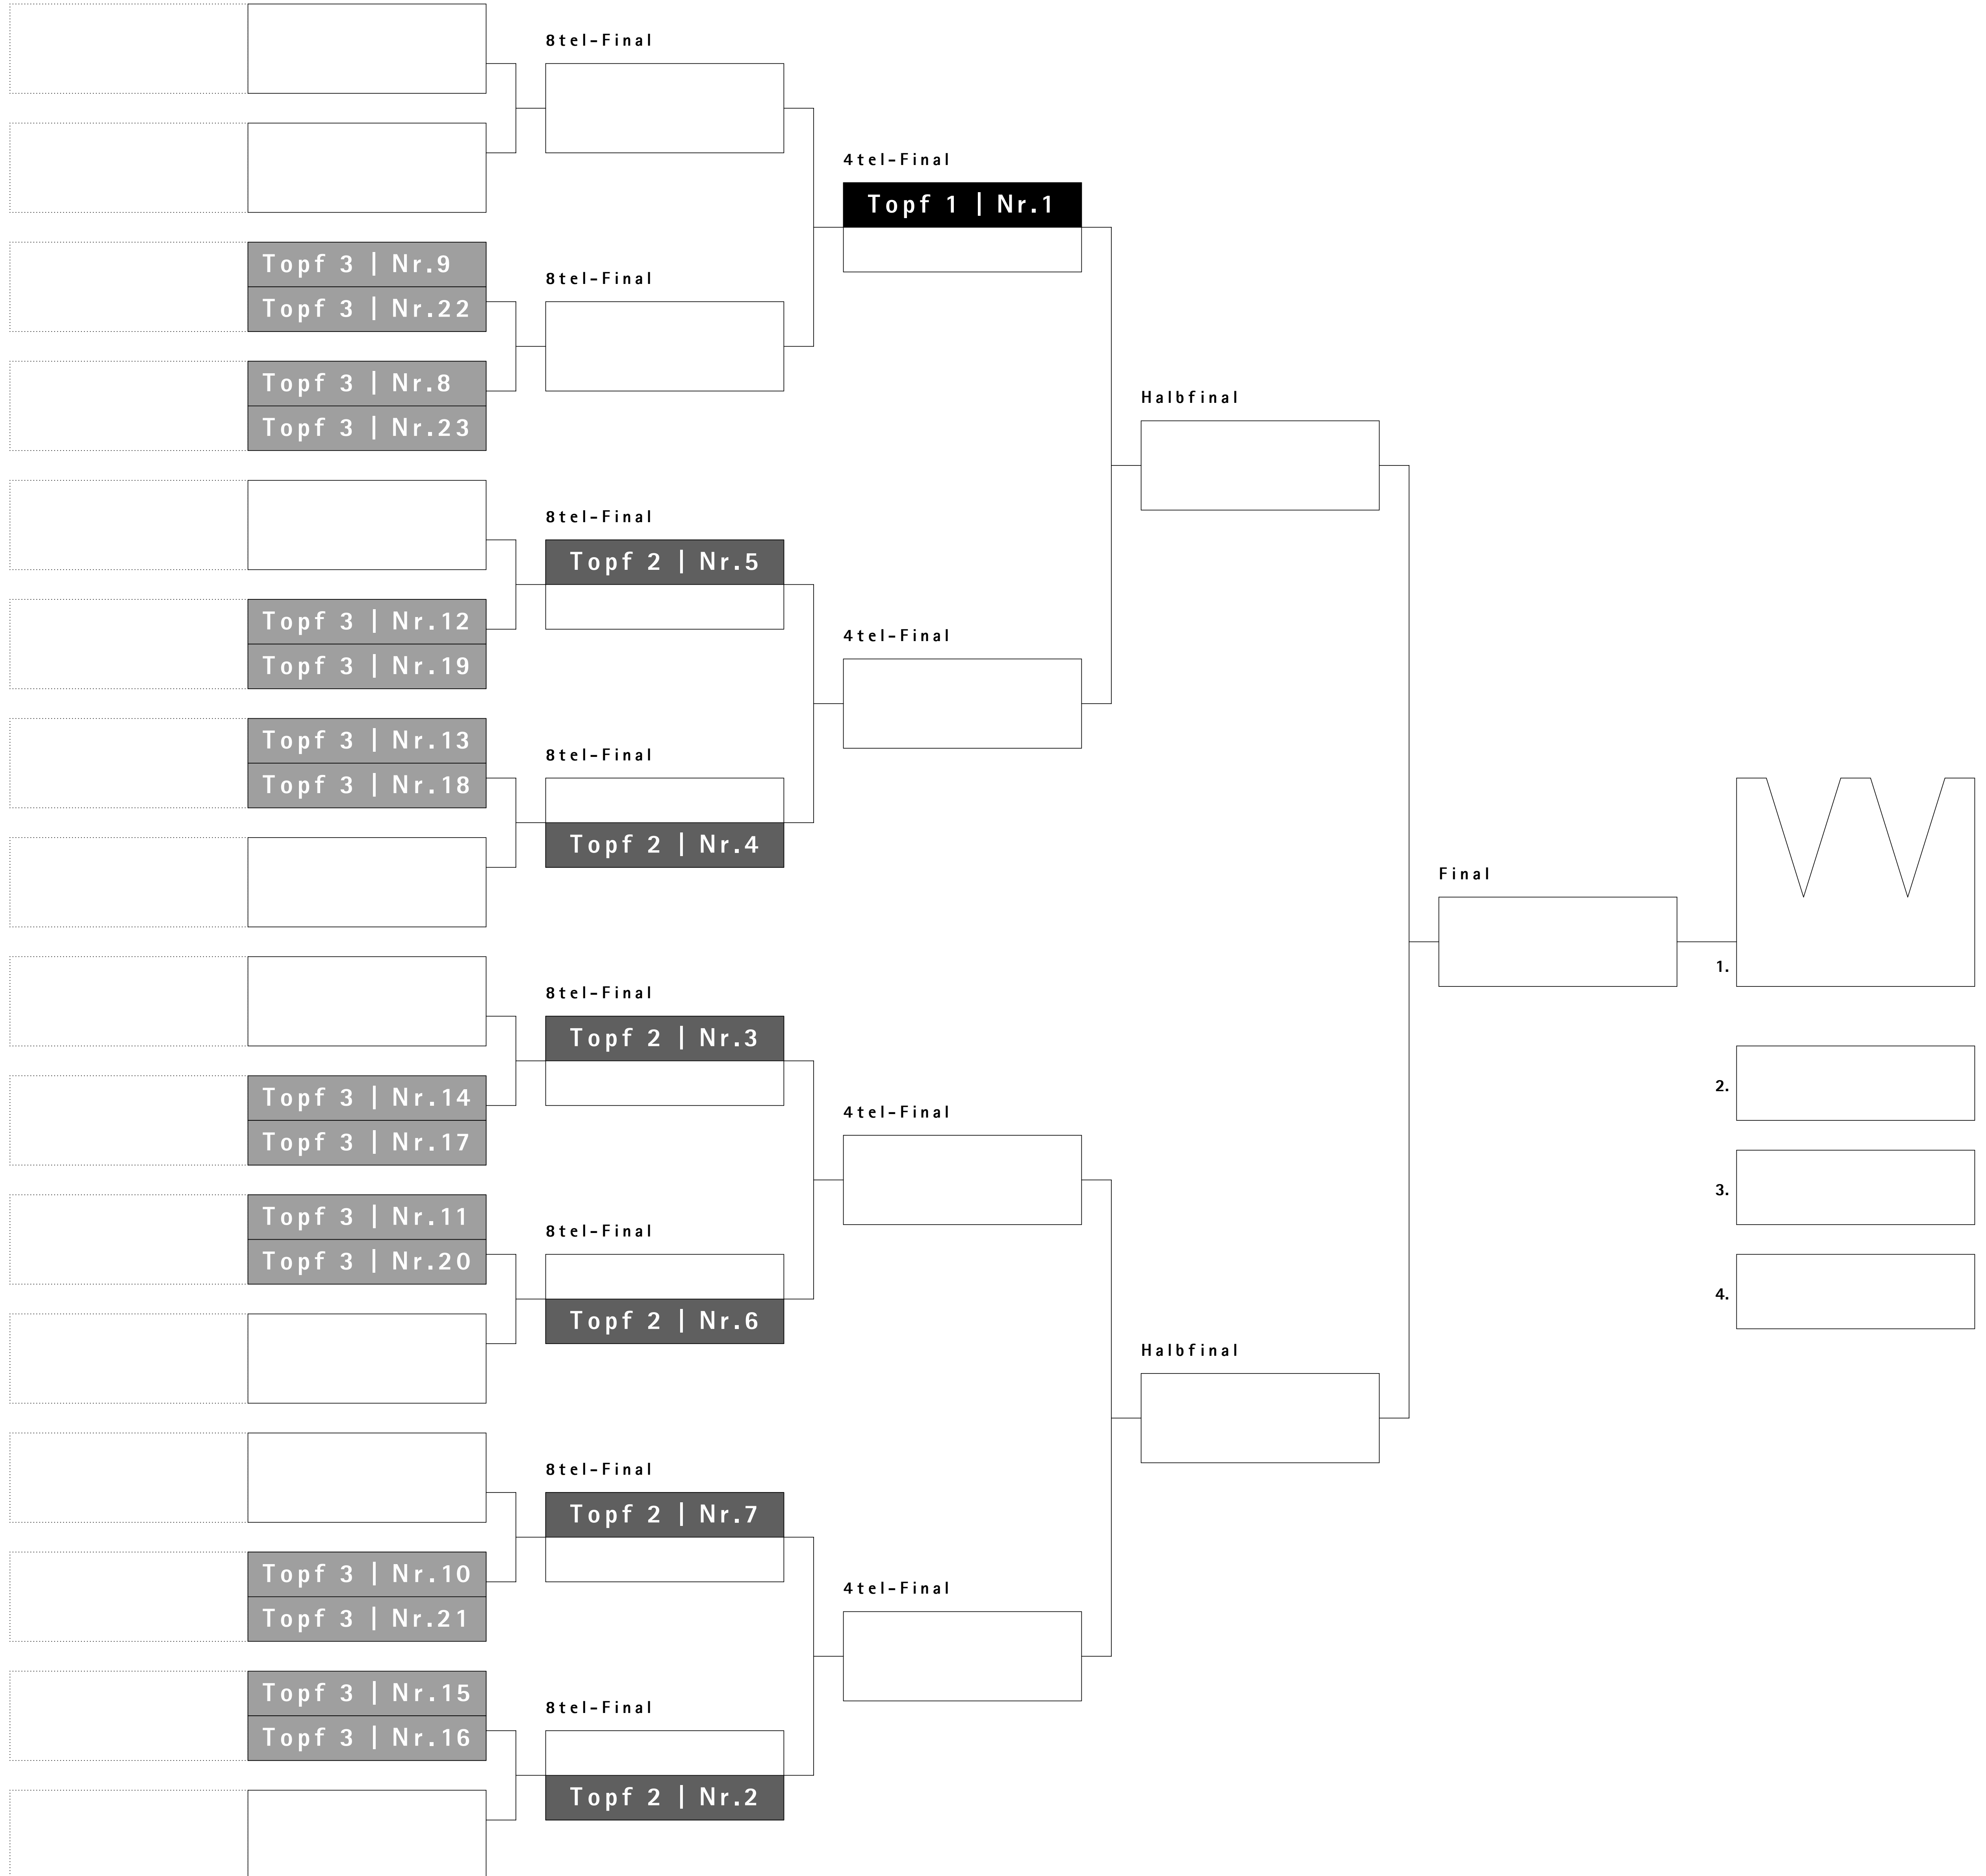 8tel-Final
4tel-Final
Topf 1 | Nr.1
Topf 3 | Nr.9
Topf 3 | Nr.22
8tel-Final
Topf 3 | Nr.8
Topf 3 | Nr.23
Halbfinal
8tel-Final
Topf 2 | Nr.5
Topf 3 | Nr.12
Topf 3 | Nr.19
4tel-Final
Topf 3 | Nr.13
Topf 3 | Nr.18
8tel-Final
Topf 2 | Nr.4
Final
1.
8tel-Final
Topf 2 | Nr.3
2.
Topf 3 | Nr.14
Topf 3 | Nr.17
4tel-Final
3.
Topf 3 | Nr.11
Topf 3 | Nr.20
8tel-Final
Topf 2 | Nr.6
4.
Halbfinal
8tel-Final
Topf 2 | Nr.7
Topf 3 | Nr.10
Topf 3 | Nr.21
4tel-Final
Topf 3 | Nr.15
Topf 3 | Nr.16
8tel-Final
Topf 2 | Nr.2